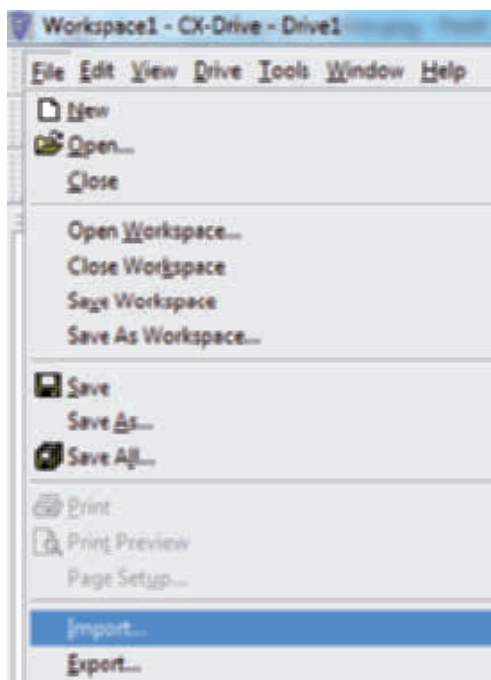 Workspace1 - CX-Drive - Drive1
File Edit View Drive Tools Window Help
New
Open...
Close
Open Workspace...
Close Workspace
Save Workspace
Save As Workspace...
Save
Save As...
Save All...
Print
Print Preview
Page Setup...
Import...
Export...